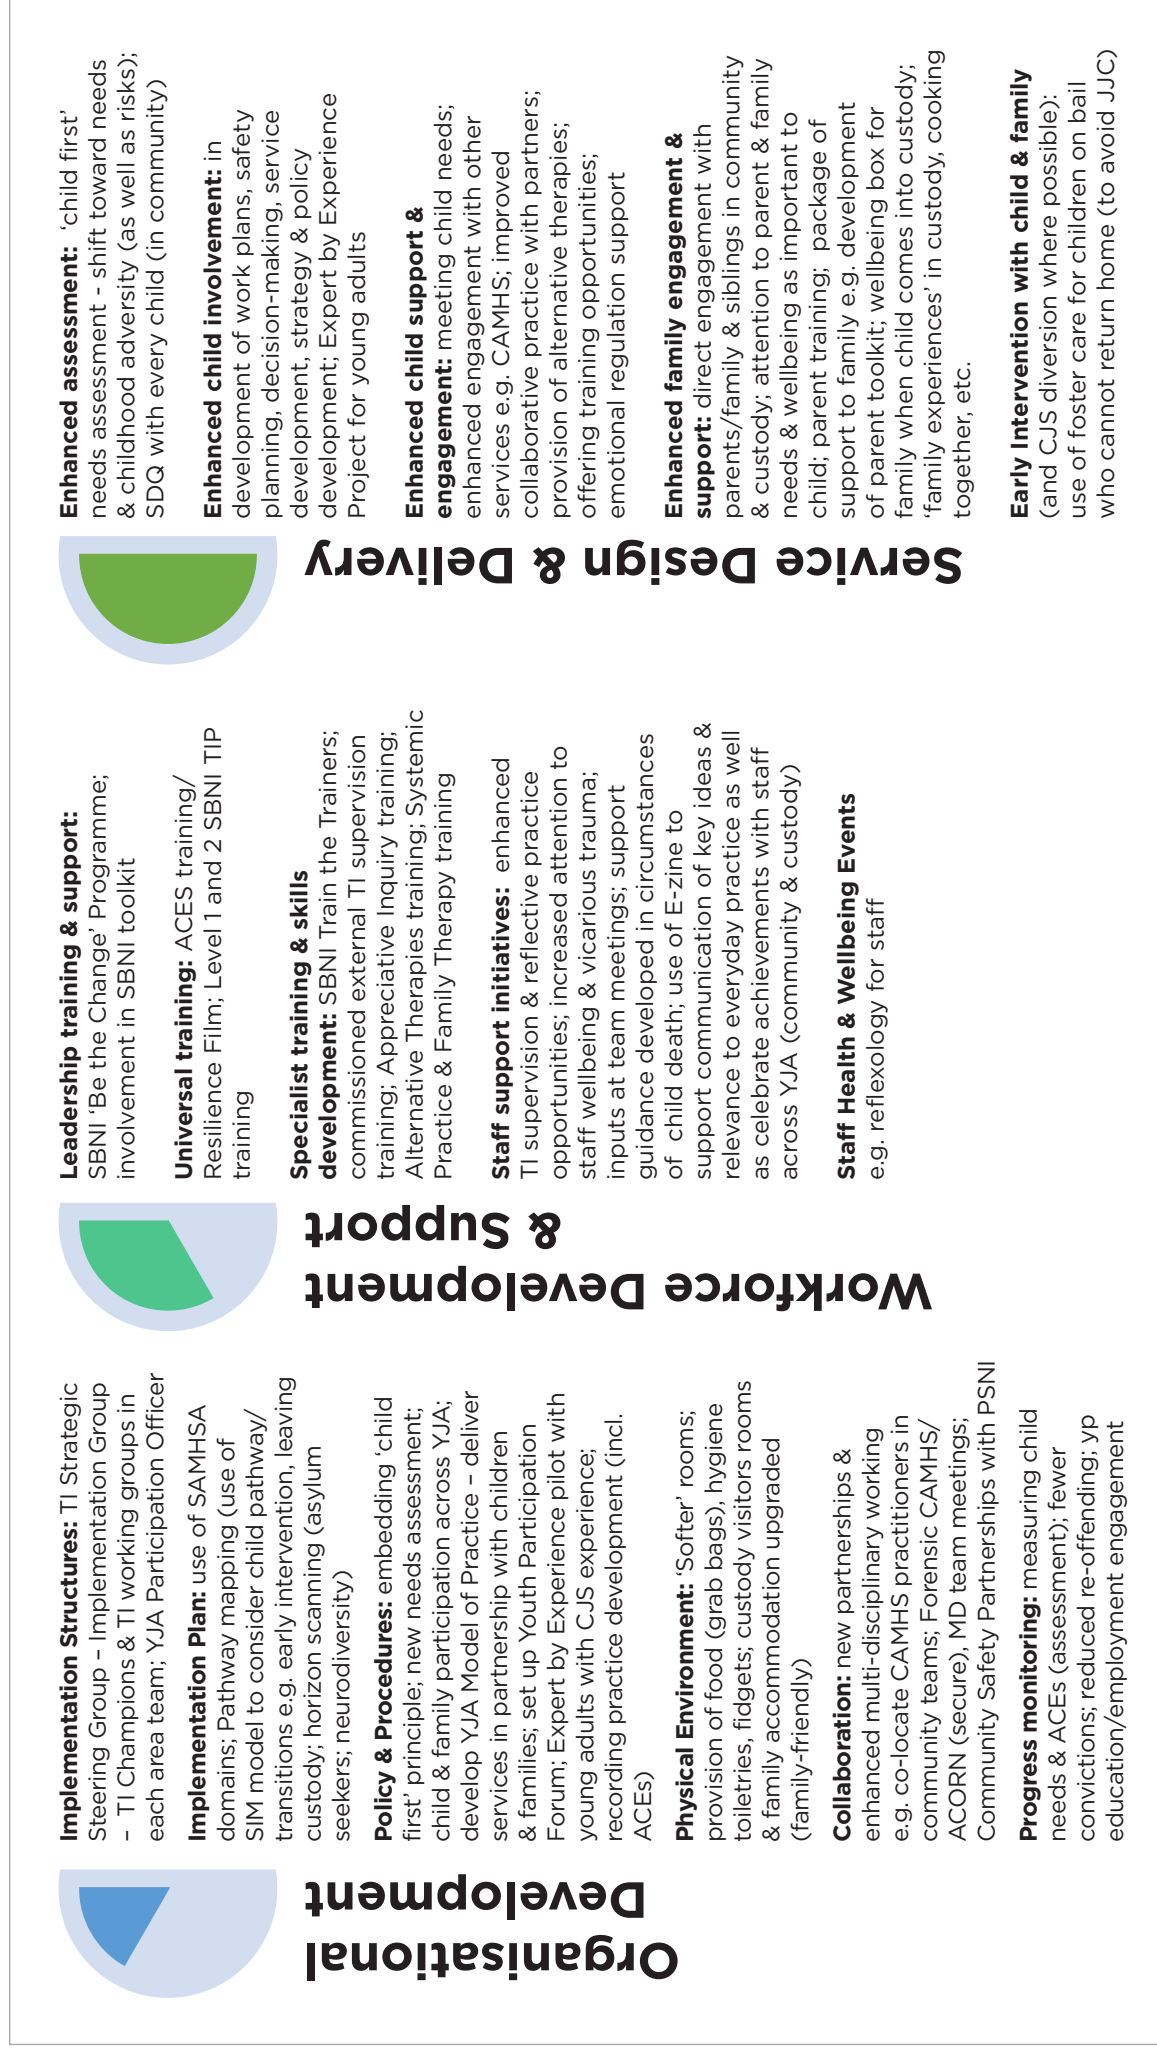 Organisational
Development
Implementation Structures: TI Strategic
Steering Group – Implementation Group
– TI Champions & TI working groups in
each area team; YJA Participation Officer
Implementation Plan: use of SAMHSA
domains; Pathway mapping (use of
SIM model to consider child pathway/
transitions e.g. early intervention, leaving
custody; horizon scanning (asylum
seekers; neurodiversity)
Policy & Procedures: embedding ‘child
first’ principle; new needs assessment;
child & family participation across YJA;
develop YJA Model of Practice – deliver
services in partnership with children
& families; set up Youth Participation
Forum; Expert by Experience pilot with
young adults with CJS experience;
recording practice development (incl.
ACEs)
Physical Environment: ‘Softer’ rooms;
provision of food (grab bags), hygiene
toiletries, fidgets; custody visitors rooms
& family accommodation upgraded
(family-friendly)
Collaboration: new partnerships &
enhanced multi-disciplinary working
e.g. co-locate CAMHS practitioners in
community teams; Forensic CAMHS/
ACORN (secure), MD team meetings;
Community Safety Partnerships with PSNI
Progress monitoring: measuring child
needs & ACEs (assessment); fewer
convictions; reduced re-offending; yp
education/employment engagement
Workforce Development
& Support
Leadership training & support:
SBNI ‘Be the Change’ Programme;
involvement in SBNI toolkit
Universal training: ACES training/
Resilience Film; Level 1 and 2 SBNI TIP
training
Specialist training & skills
development: SBNI Train the Trainers;
commissioned external TI supervision
training; Appreciative Inquiry training;
Alternative Therapies training; Systemic
Practice & Family Therapy training
Staff support initiatives: enhanced
TI supervision & reflective practice
opportunities; increased attention to
staff wellbeing & vicarious trauma;
inputs at team meetings; support
guidance developed in circumstances
of child death; use of E-zine to
support communication of key ideas &
relevance to everyday practice as well
as celebrate achievements with staff
across YJA (community & custody)
Staff Health & Wellbeing Events
e.g. reflexology for staff
Service Design & Delivery
Enhanced assessment: ‘child first’
needs assessment - shift toward needs
& childhood adversity (as well as risks);
SDQ with every child (in community)
Enhanced child involvement: in
development of work plans, safety
planning, decision-making, service
development, strategy & policy
development; Expert by Experience
Project for young adults
Enhanced child support &
engagement: meeting child needs;
enhanced engagement with other
services e.g. CAMHS; improved
collaborative practice with partners;
provision of alternative therapies;
offering training opportunities;
emotional regulation support
Enhanced family engagement &
support: direct engagement with
parents/family & siblings in community
& custody; attention to parent & family
needs & wellbeing as important to
child; parent training; package of
support to family e.g. development
of parent toolkit; wellbeing box for
family when child comes into custody;
‘family experiences’ in custody, cooking
together, etc.
Early Intervention with child & family
(and CJS diversion where possible):
use of foster care for children on bail
who cannot return home (to avoid JJC)